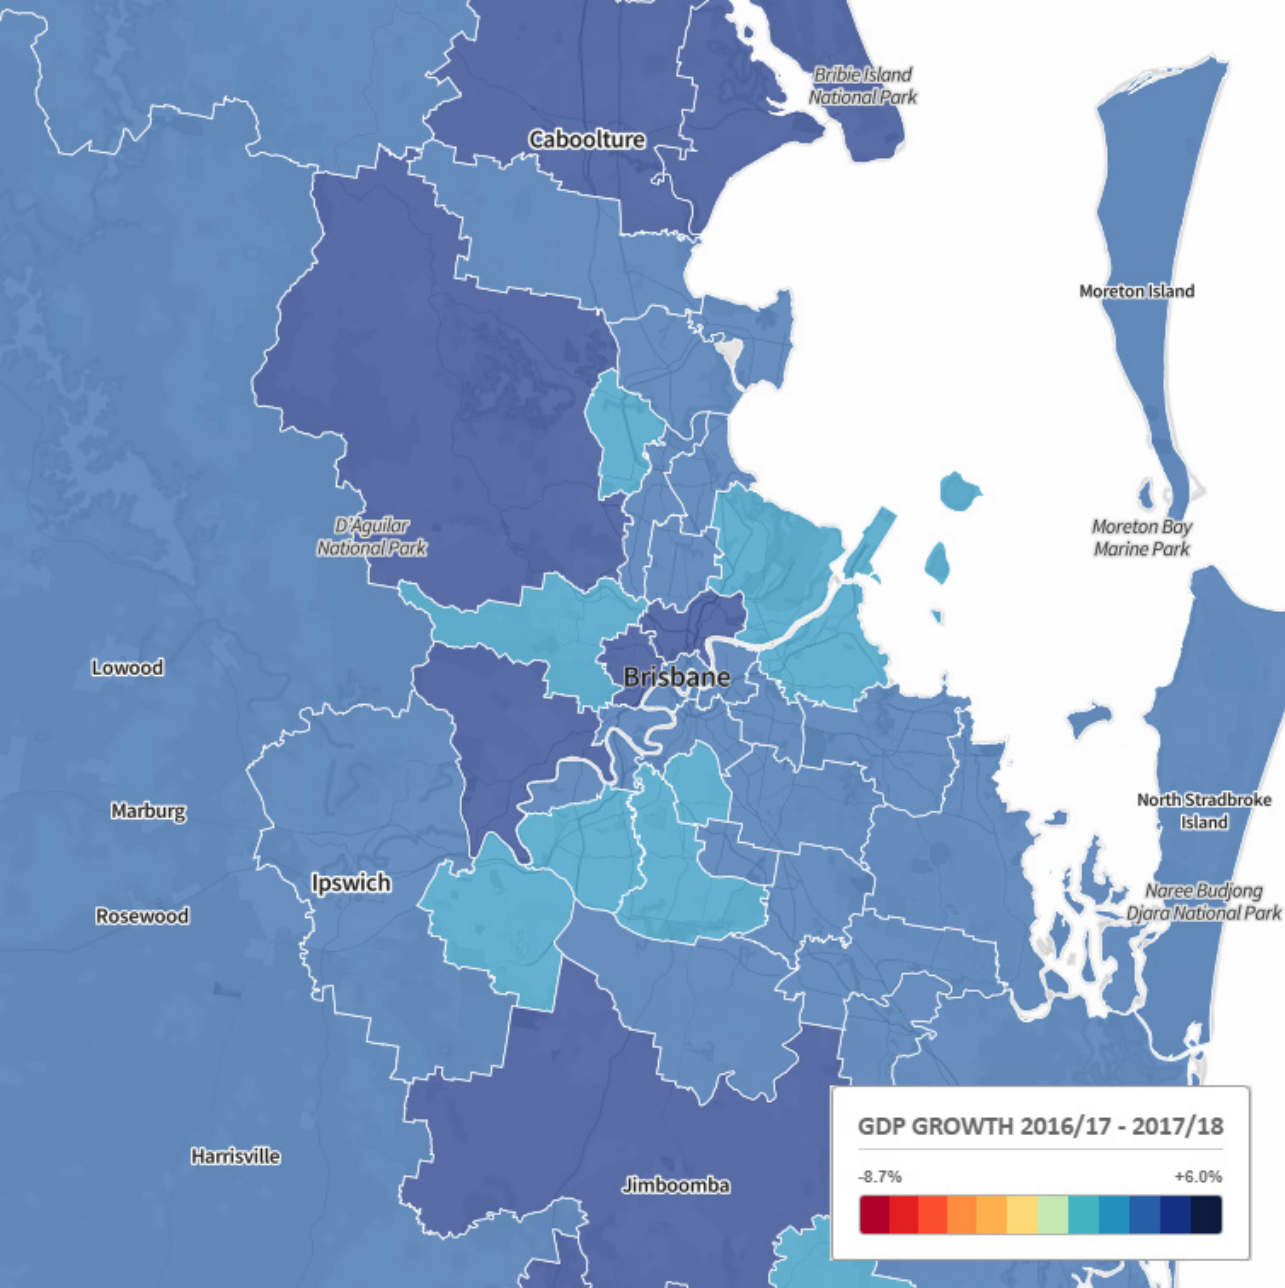 Bribie Island
National Park
Caboolture
Moreton Island
D'Aguilar
National Park
Moreton Bay
Marine Park
Lowood
Brisbane
Marburg
North Stradbroke
Island
Ipswich
Rosewood
Naree Budjong
Djara National Park
Harrisville
Jimboomba
GDP GROWTH 2016/17 - 2017/18
-8.7% +6.0%